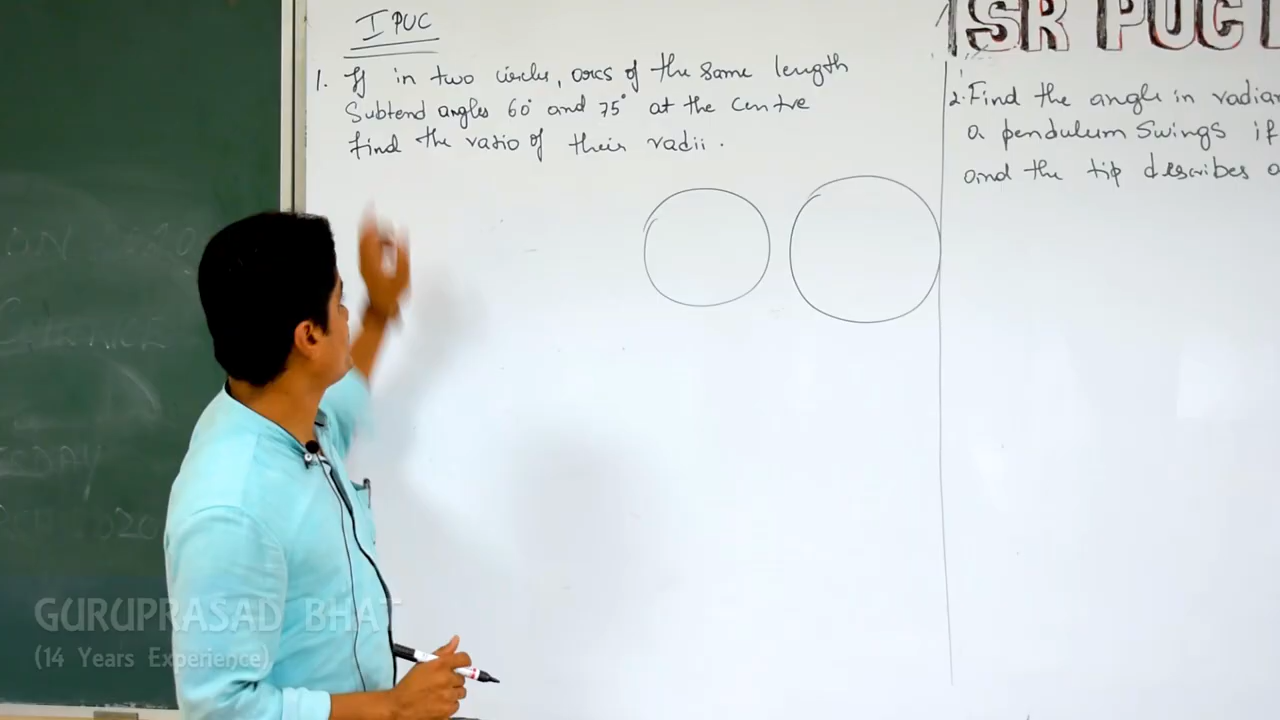 I PUC
1. If in two circles, arcs of the same length
Subtend angles 60° and 75° at the centre
find the ratio of their radii.
ISR PUC
2. Find the angle in radian
a pendulum Swings if
and the tip describes a
GURUPRASAD BHAT
(14 Years Experience)